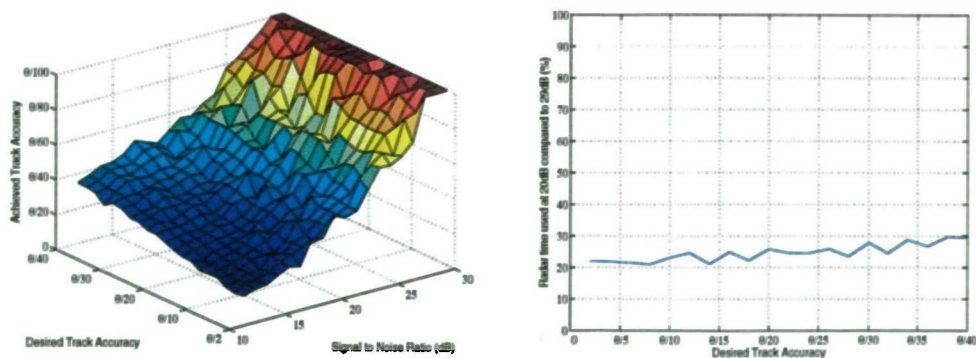 θ/100
θ/80
θ/60
θ/40
θ/20
0
Achieved Track Accuracy
θ/40
θ/30
θ/20
θ/10
θ/2
Desired Track Accuracy
10
15
20
25
30
Signal to Noise Ratio (dB)
100
90
80
70
60
50
40
30
20
10
0
Radar time used at 20dB compared to 29dB (%)
0
θ/5
θ/10
θ/15
θ/20
θ/25
θ/30
θ/35
θ/40
Desired Track Accuracy